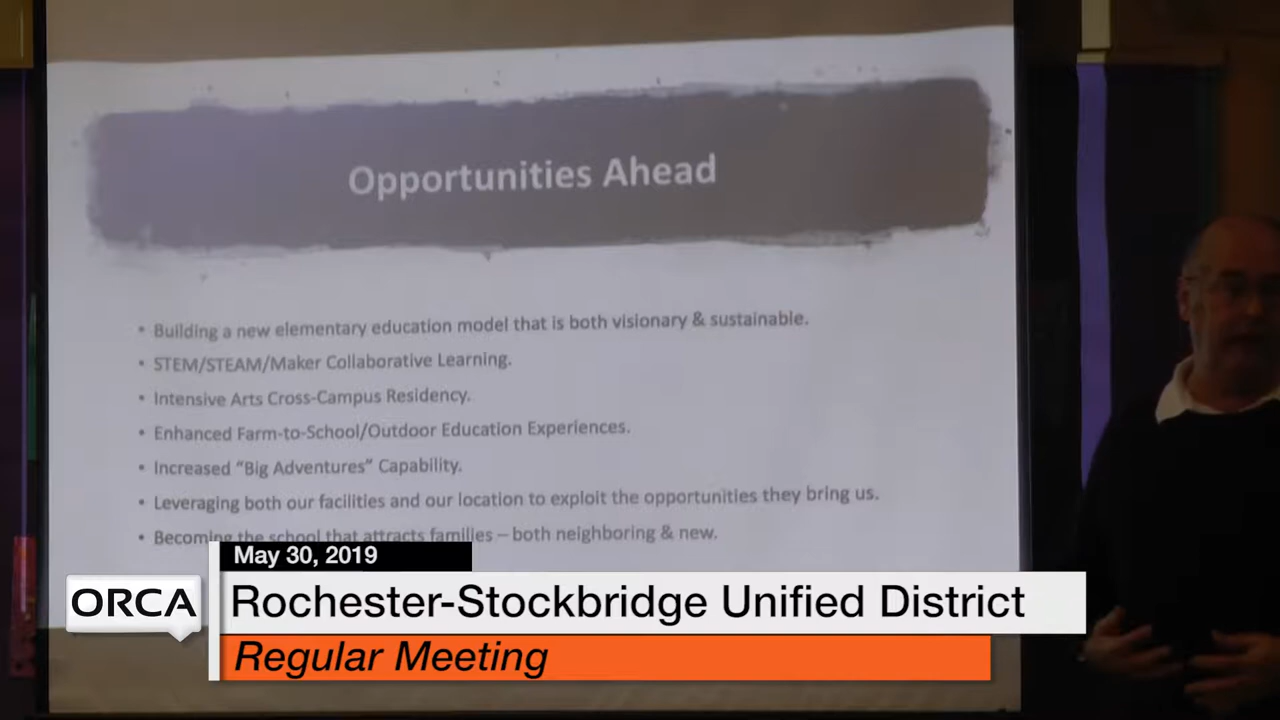 Opportunities Ahead
• Building a new elementary education model that is both visionary & sustainable.
• STEM/STEAM/Maker Collaborative Learning.
• Intensive Arts Cross-Campus Residency.
• Enhanced Farm-to-School/Outdoor Education Experiences.
• Increased “Big Adventures” Capability.
• Leveraging both our facilities and our location to exploit the opportunities they bring us.
• Becoming the school that attracts families – both neighboring & new.
May 30, 2019
ORCA
Rochester-Stockbridge Unified District
Regular Meeting